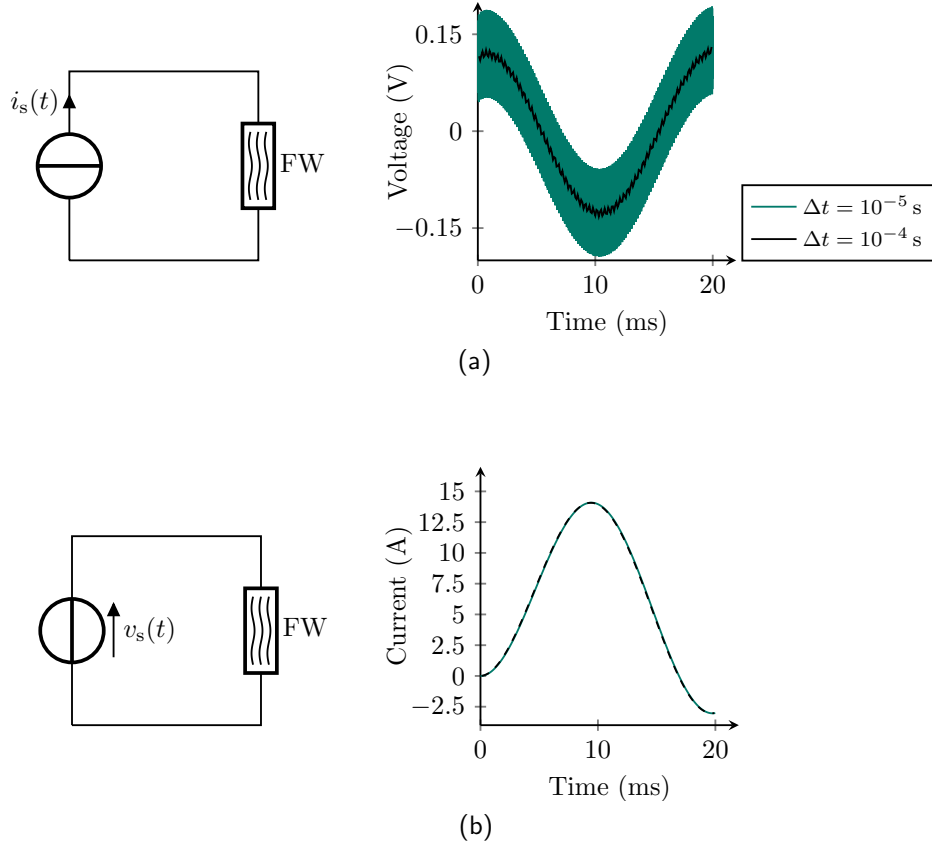 i_s(t)
FW
Voltage (V)
0.15
0
−0.15
0
10
20
Time (ms)
Δt = 10⁻⁵ s
Δt = 10⁻⁴ s
(a)
v_s(t)
FW
Current (A)
15
12.5
10
7.5
5
2.5
0
−2.5
0
10
20
Time (ms)
(b)